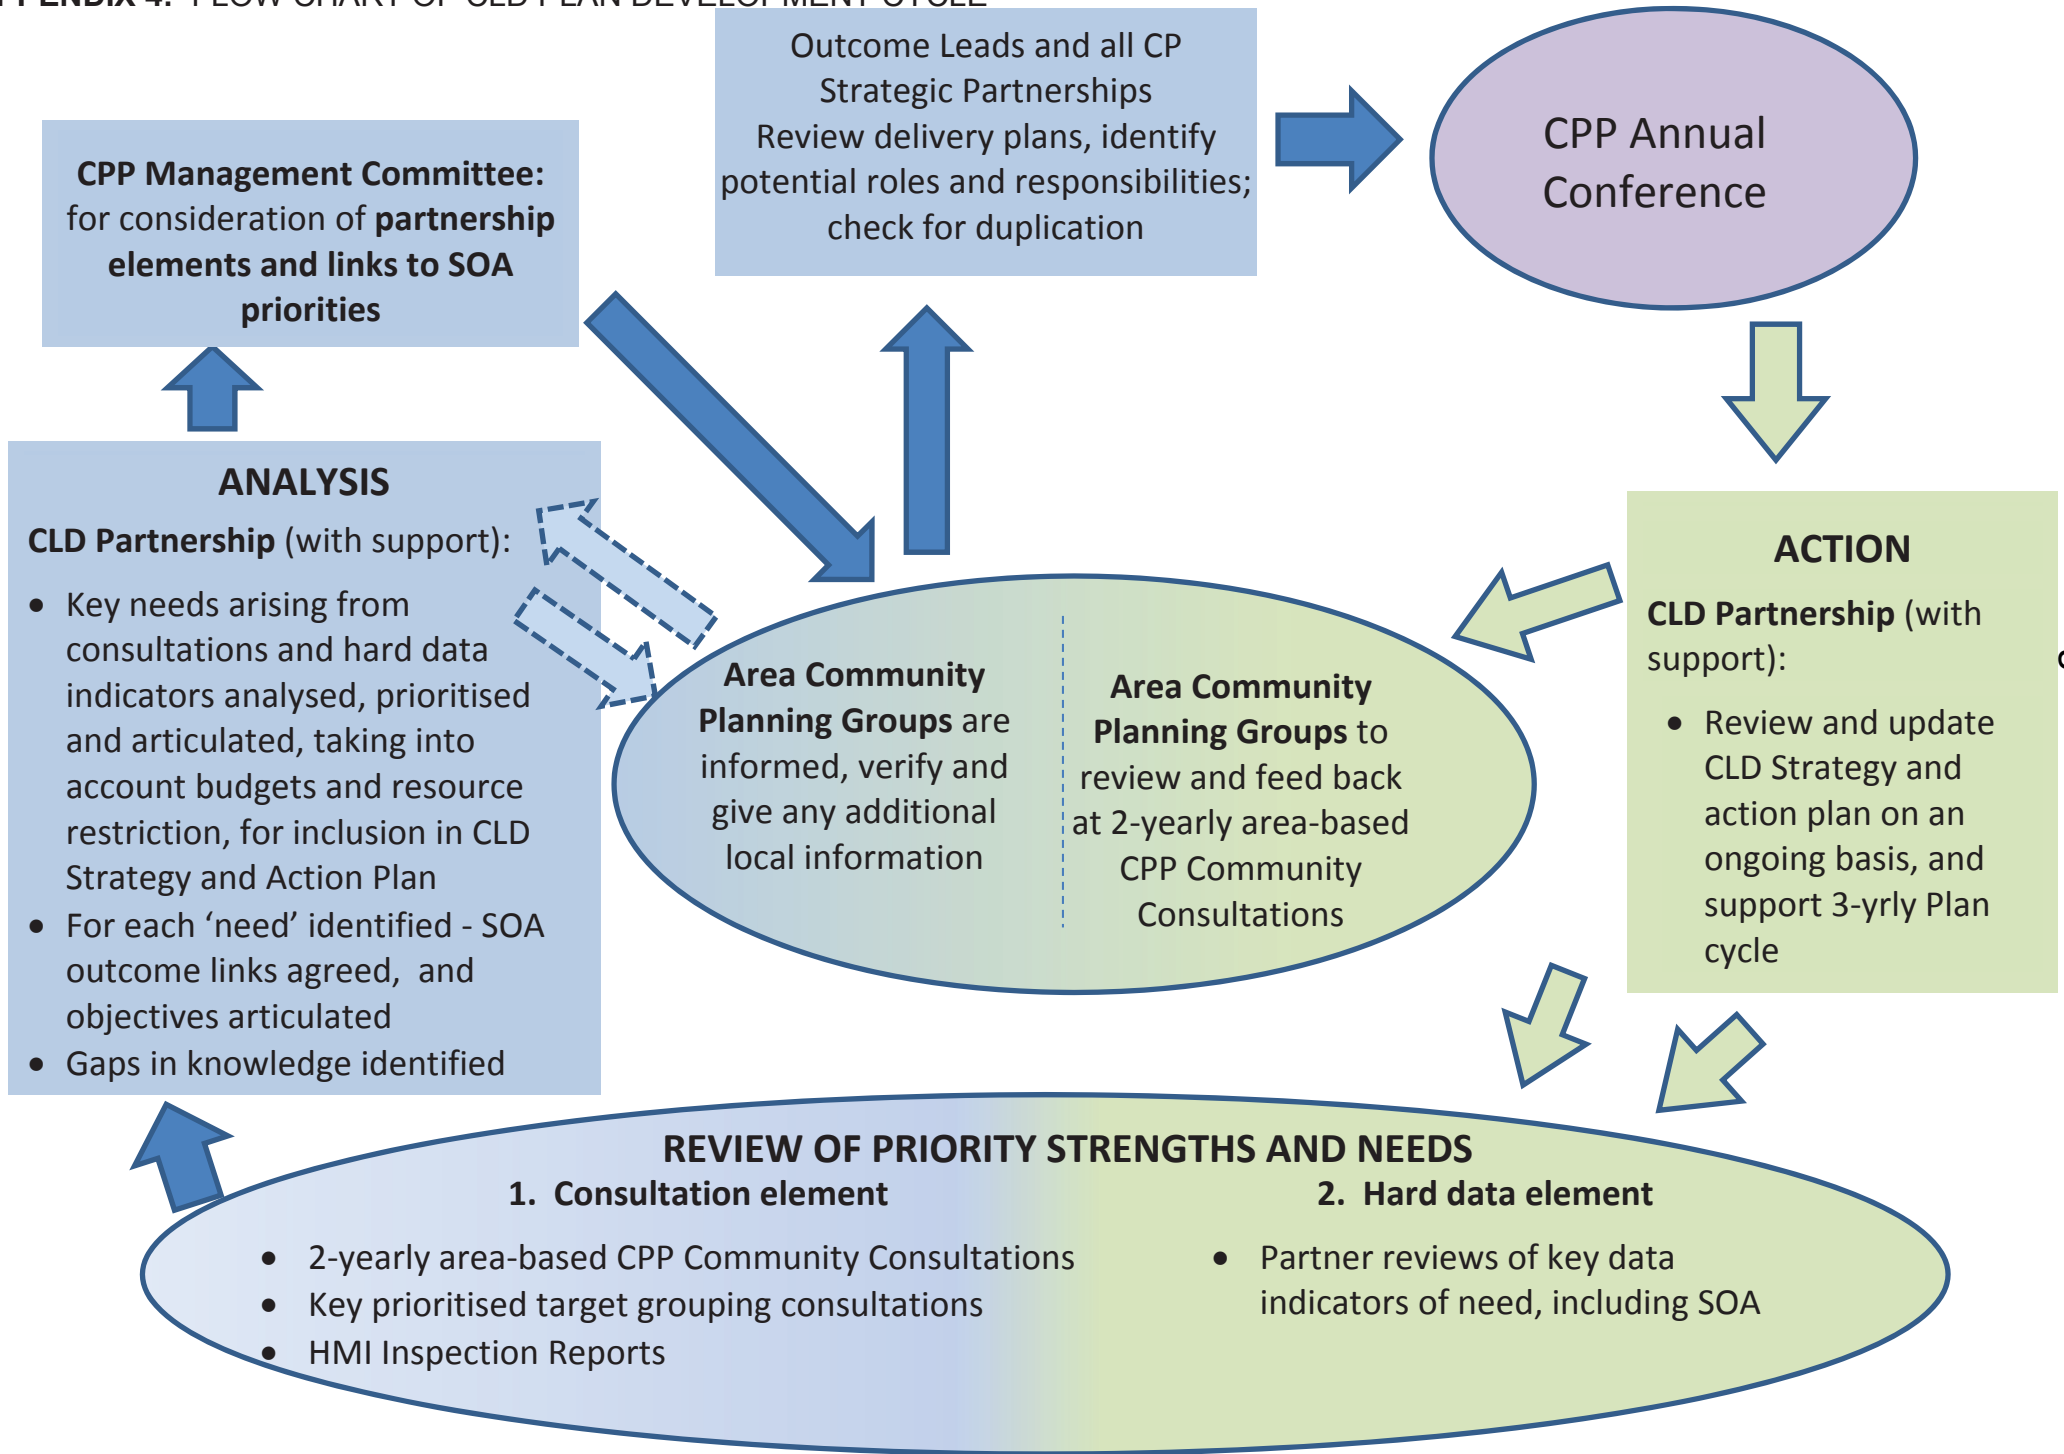 PPENDIX 4: FLOW CHART OF CLD PLAN DEVELOPMENT CYCLE
Outcome Leads and all CP
Strategic Partnerships
Review delivery plans, identify
potential roles and responsibilities;
check for duplication
CPP Annual
Conference
CPP Management Committee:
for consideration of partnership
elements and links to SOA
priorities
ANALYSIS
CLD Partnership (with support):
• Key needs arising from
consultations and hard data
indicators analysed, prioritised
and articulated, taking into
account budgets and resource
restriction, for inclusion in CLD
Strategy and Action Plan
• For each ‘need’ identified - SOA
outcome links agreed, and
objectives articulated
• Gaps in knowledge identified
Area Community
Planning Groups are
informed, verify and
give any additional
local information
Area Community
Planning Groups to
review and feed back
at 2-yearly area-based
CPP Community
Consultations
ACTION
CLD Partnership (with
support):
• Review and update
CLD Strategy and
action plan on an
ongoing basis, and
support 3-yrly Plan
cycle
REVIEW OF PRIORITY STRENGTHS AND NEEDS
1. Consultation element
• 2-yearly area-based CPP Community Consultations
• Key prioritised target grouping consultations
• HMI Inspection Reports
2. Hard data element
• Partner reviews of key data
indicators of need, including SOA